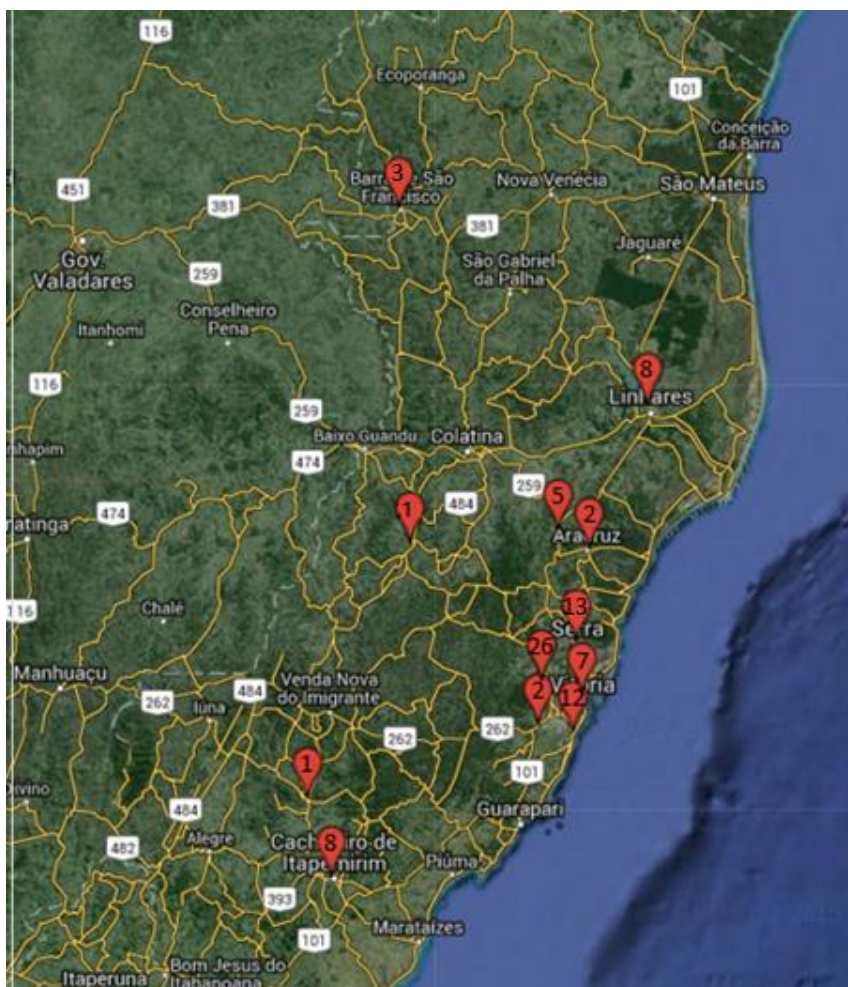 116
Ecoporanga
101
Conceição
da Barra
3
Barra de São
Francisco
Nova Venécia
São Mateus
451
381
381
Jaguaré
Gov.
Valadares
259
São Gabriel
da Palha
Conselheiro
Pena
Itanhomi
116
8
Linhares
259
Baixo Guandu
Colatina
nhapim
474
259
484
5
1
2
474
ratinga
Aracruz
Chalé
116
13
Serra
26
7
Manhuaçu
Venda Nova
do Imigrante
484
262
Iúna
2
Vitória
12
262
262
101
1
Divino
484
Guarapari
482
Alegre
8
Cachoeiro de
Itapemirim
Piúma
393
101
Marataízes
Itaperuna
Bom Jesus do
Itabapoana